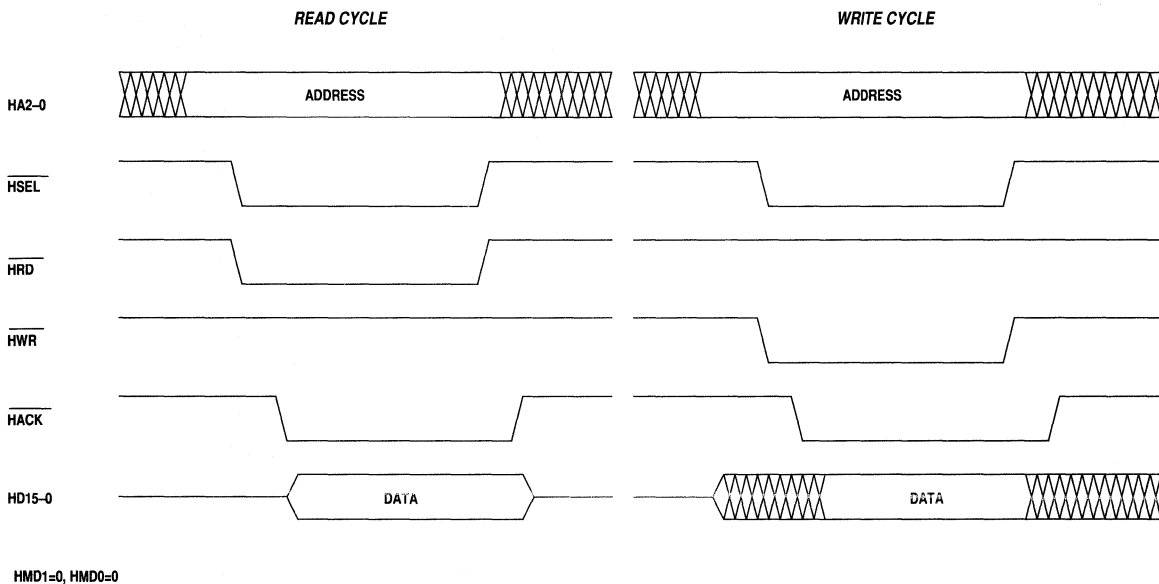 READ CYCLE
WRITE CYCLE
HA2–0
ADDRESS
ADDRESS
HSEL
HRD
HWR
HACK
HD15–0
DATA
DATA
HMD1=0, HMD0=0